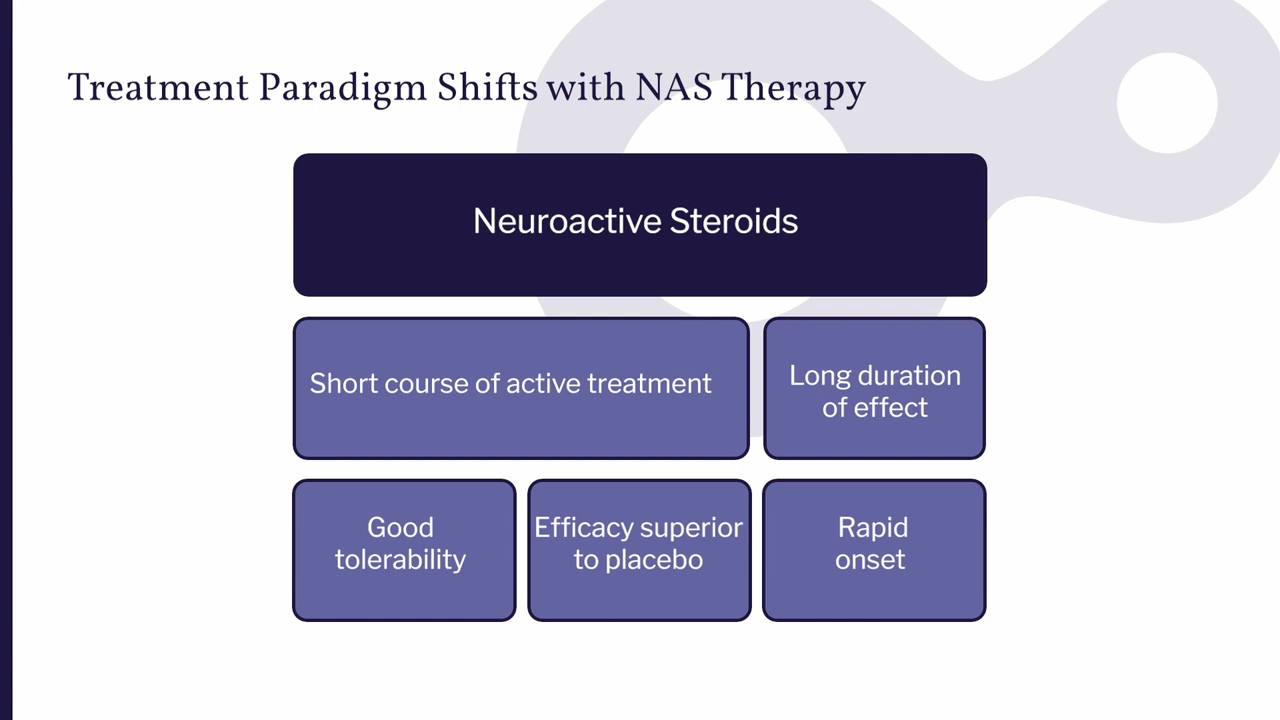 Treatment Paradigm Shifts with NAS Therapy
Neuroactive Steroids
Short course of active treatment
Long duration
of effect
Good
tolerability
Efficacy superior
to placebo
Rapid
onset